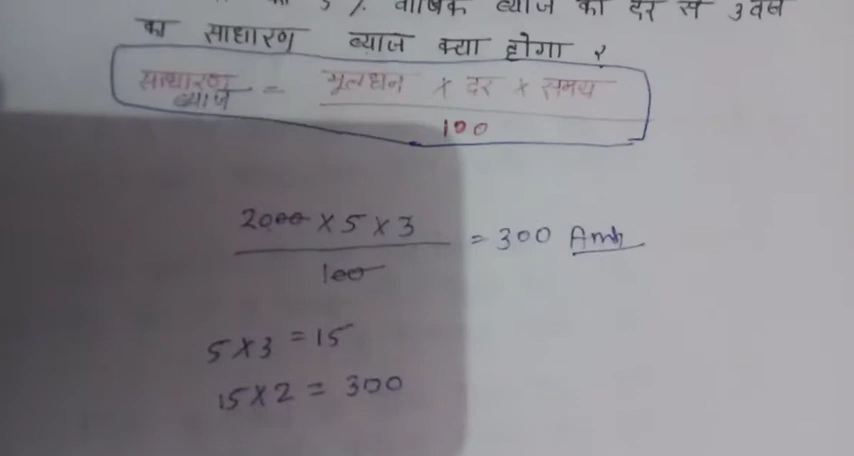 5 % वार्षिक ब्याज की दर से 3 वर्ष
का साधारण ब्याज क्या होगा ?
साधारण ब्याज = मूलधन x दर x समय
100
2000 x 5 x 3 = 300 Ans
100
5 x 3 = 15
15 x 2 = 300